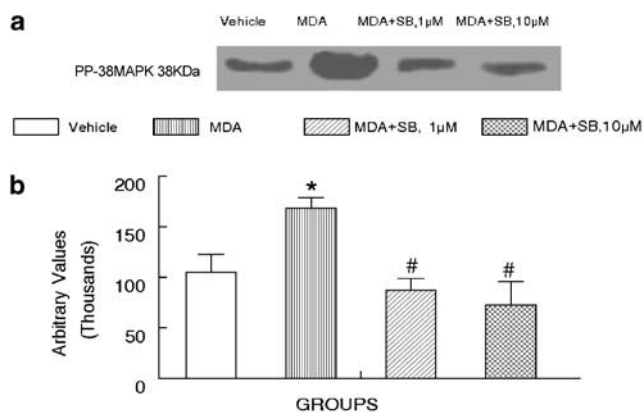 a
Vehicle MDA MDA+SB,1µM MDA+SB,10µM
PP-38MAPK 38KDa
Vehicle MDA MDA+SB, 1µM MDA+SB,10µM
b
200
150
100
50
0
Arbitrary Values
(Thousands)
*
#
#
GROUPS